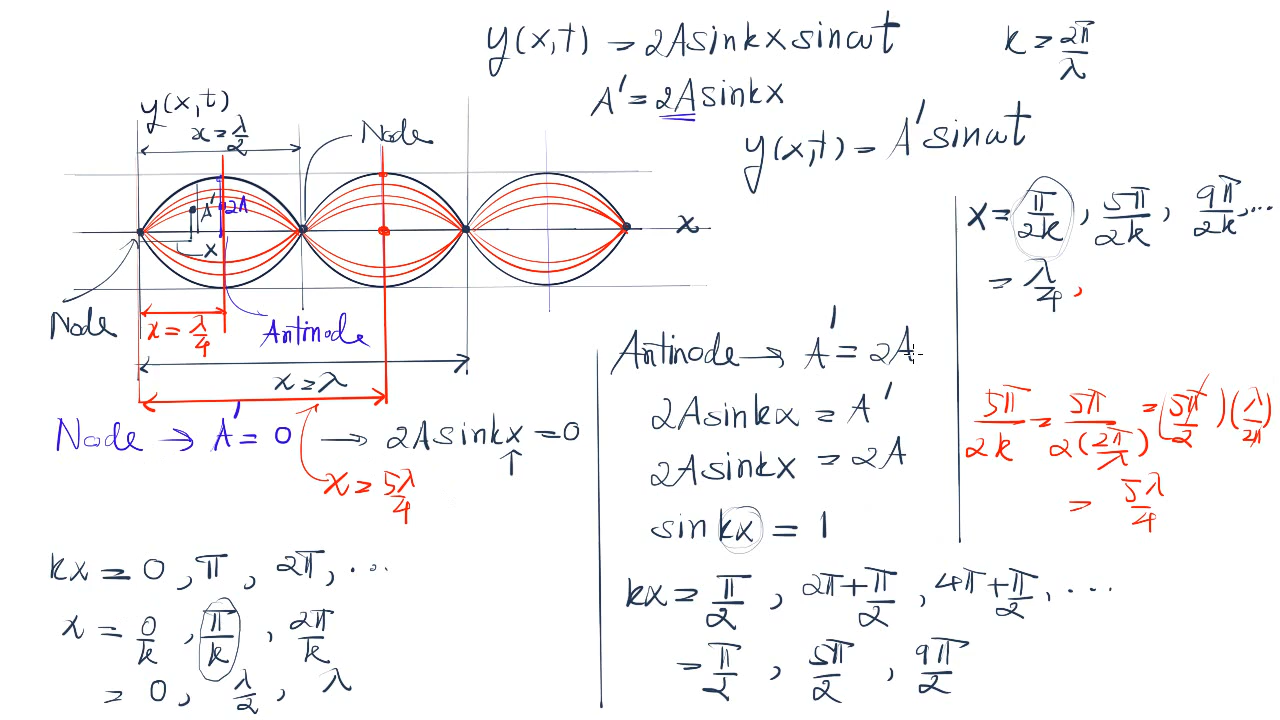 y(x,t) = 2Asinkx sinωt
k = 2π/λ
A' = 2Asinkx
y(x,t) = A'sinωt
y(x,t)
x = λ/2
Node
A'
2A
x
x
Node
x = λ/4
Antinode
x = λ
Node → A' = 0 → 2Asinkx = 0
↑
x = 5λ/4
kx = 0, π, 2π, ...
x = 0/k, π/k, 2π/k
= 0, λ/2, λ
Antinode → A' = 2A
2Asinkx = A'
2Asinkx = 2A
sinkx = 1
kx = π/2, 2π+π/2, 4π+π/2, ...
= π/2, 5π/2, 9π/2
x = π/2k, 5π/2k, 9π/2k, ...
= λ/4,
5π/2k = 5π/2(2π/λ) = (5π/2)(λ/2π)
= 5λ/4